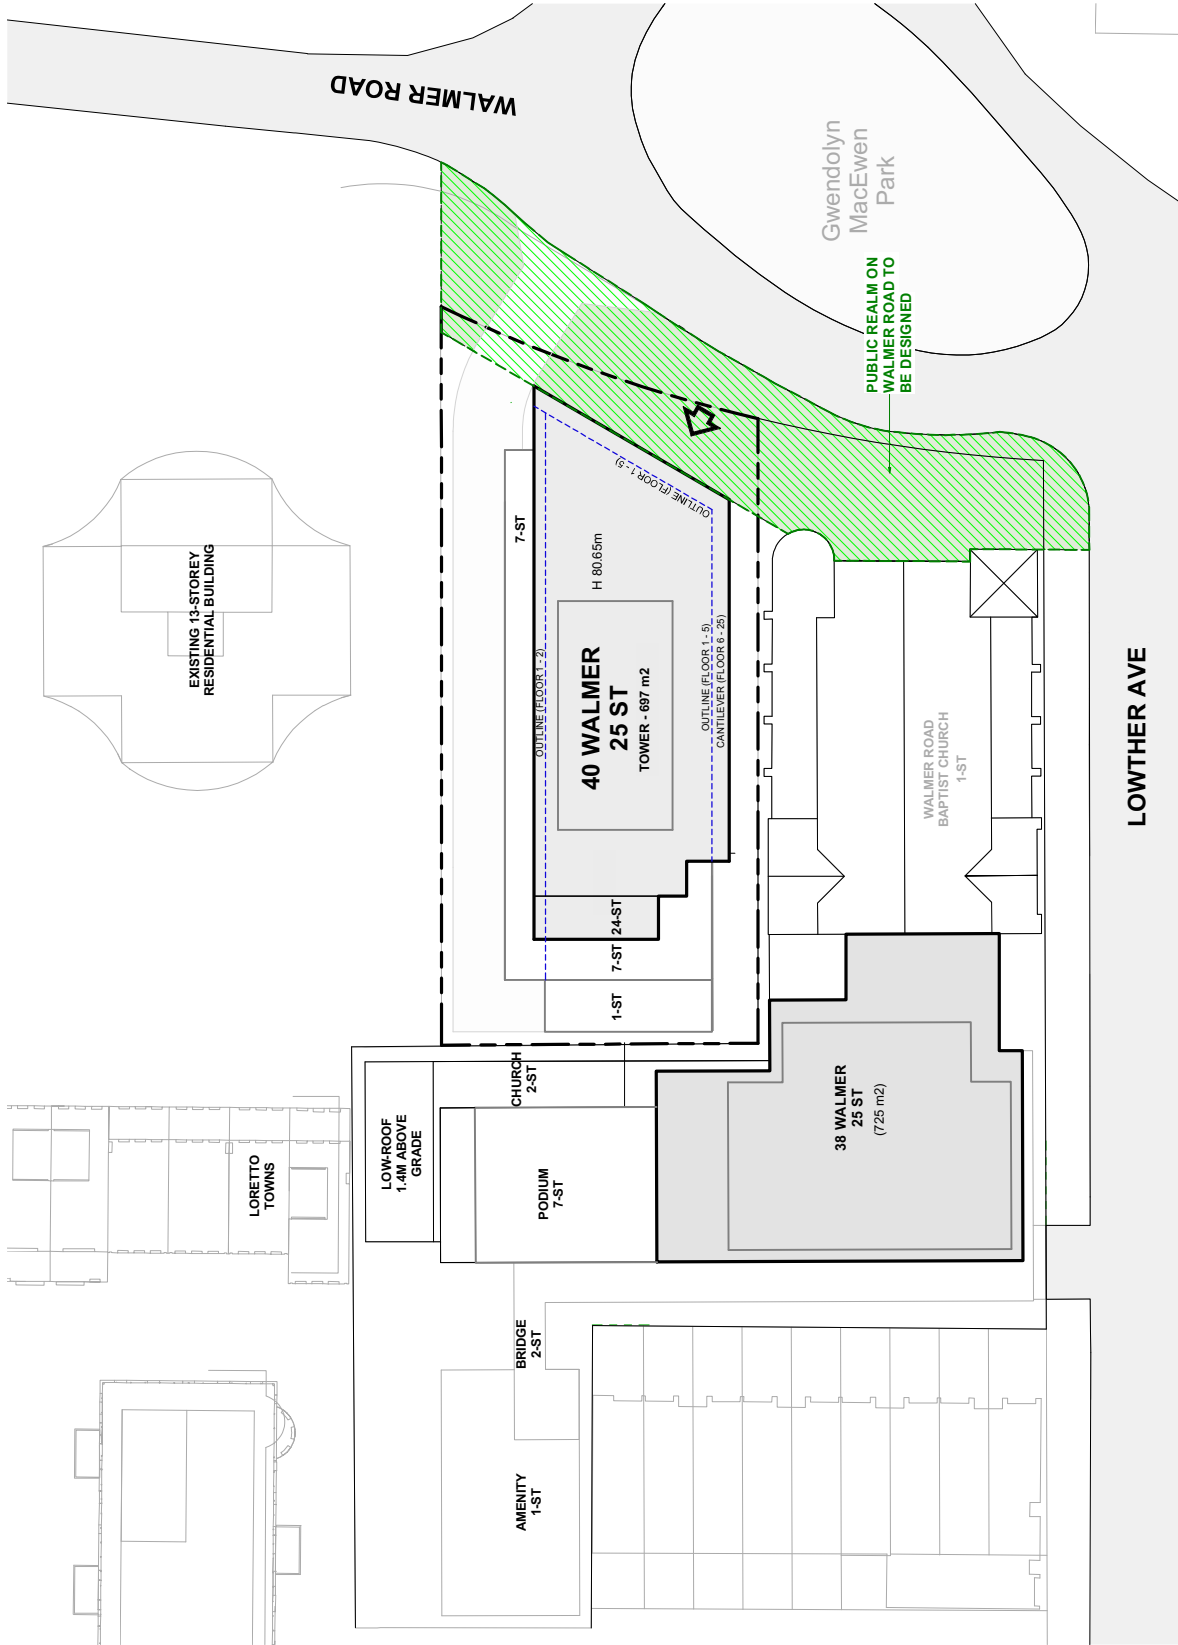 WALMER ROAD
Gwendolyn
MacEwen
Park
PUBLIC REALM ON
WALMER ROAD TO
BE DESIGNED
EXISTING 13-STOREY
RESIDENTIAL BUILDING
7-ST
OUTLINE (FLOOR 1 - 5)
H 80.65m
OUTLINE (FLOOR 1 - 2)
40 WALMER
25 ST
TOWER - 697 m2
OUTLINE (FLOOR 1 - 5)
CANTILEVER (FLOOR 6 - 25)
WALMER ROAD
BAPTIST CHURCH
1-ST
LOWTHER AVE
24-ST
7-ST
1-ST
CHURCH
2-ST
LOW-ROOF
1.4M ABOVE
GRADE
LORETTO
TOWNS
PODIUM
7-ST
38 WALMER
25 ST
(725 m2)
BRIDGE
2-ST
AMENITY
1-ST